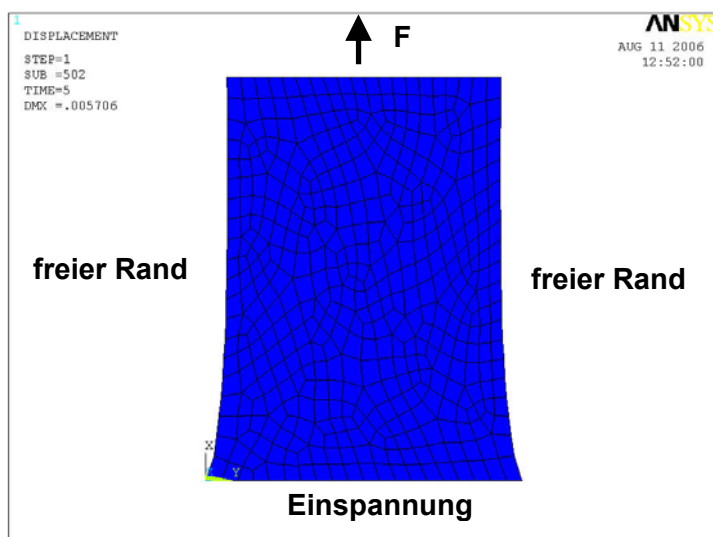 1
DISPLACEMENT
STEP=1
SUB =502
TIME=5
DMX =.005706
F
ANSYS
AUG 11 2006
12:52:00
freier Rand
freier Rand
X
Y
Einspannung